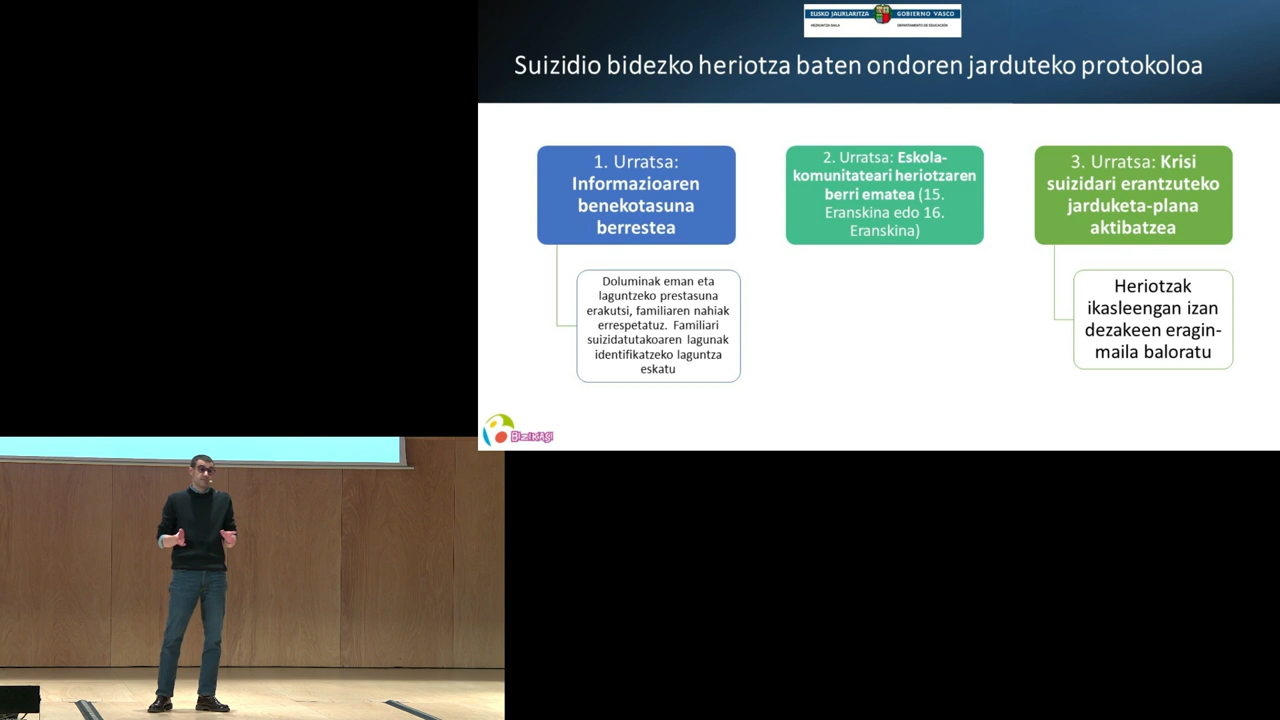 EUSKO JAURLARITZA
GOBIERNO VASCO
HEZKUNTZA SAILA
DEPARTAMENTO DE EDUCACIÓN
Suizidio bidezko heriotza baten ondoren jarduteko protokoloa
1. Urratsa:
Informazioaren
benekotasuna
berrestea
Doluminak eman eta
laguntzeko prestasuna
erakutsi, familiaren nahiak
errespetatuz. Familiari
suizidatutakoaren lagunak
identifikatzeko laguntza
eskatu
2. Urratsa: Eskola-
komunitateari heriotzaren
berri ematea (15.
Eranskina edo 16.
Eranskina)
3. Urratsa: Krisi
suizidari erantzuteko
jarduketa-plana
aktibatzea
Heriotzak
ikasleengan izan
dezakeen eragin-
maila baloratu
Bizikasi